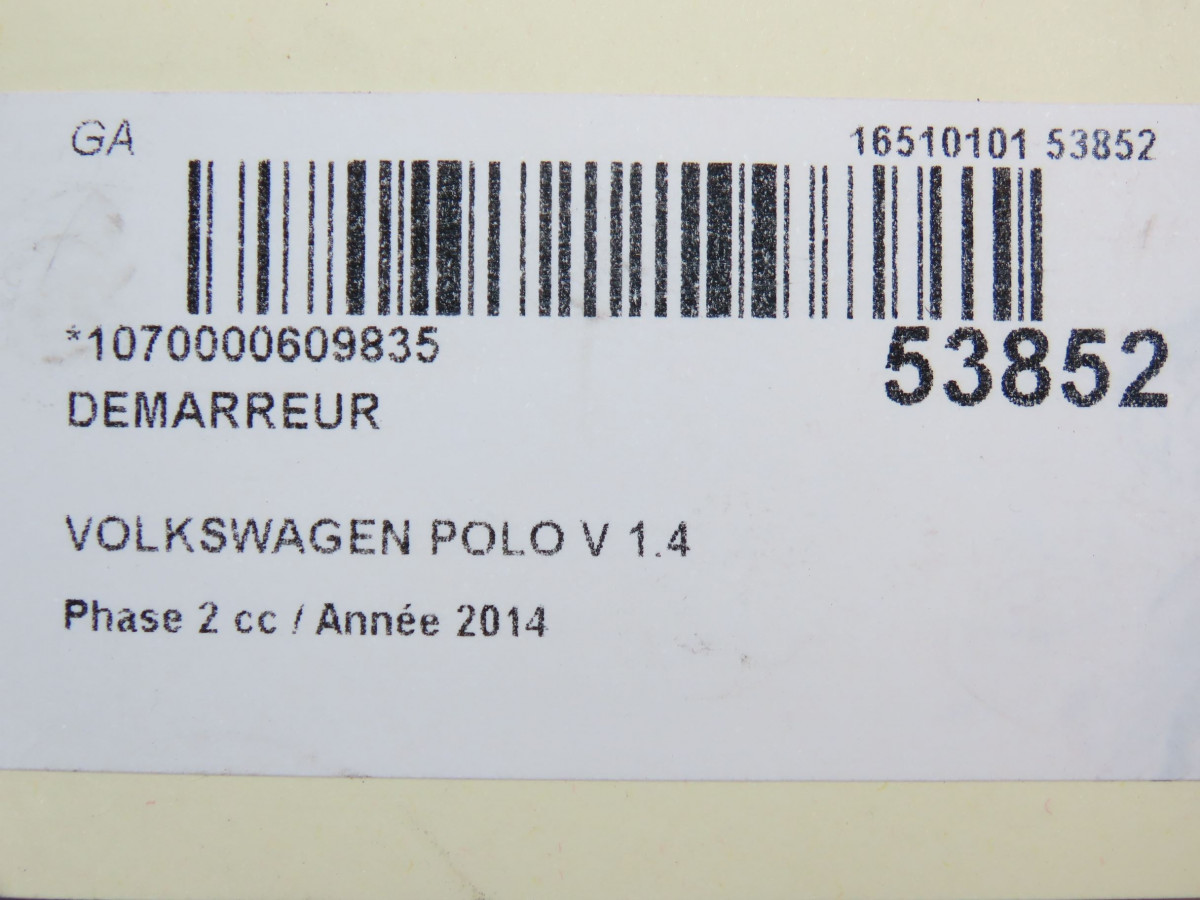 GA
16510101 53852
*1070000609835
53852
DEMARREUR
VOLKSWAGEN POLO V 1.4
Phase 2 cc / Année 2014